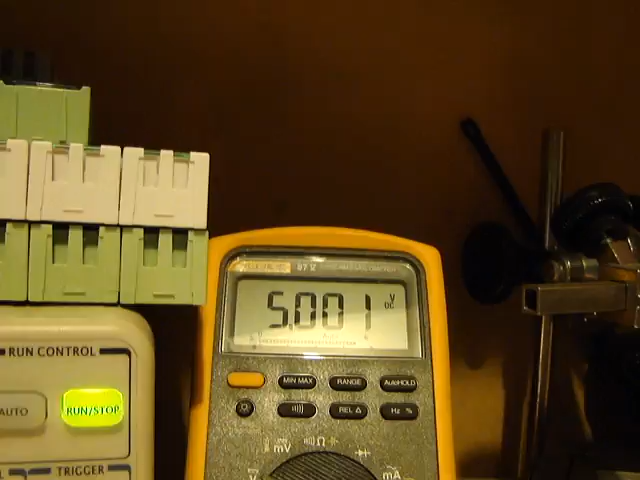 RUN CONTROL
AUTO
RUN/STOP
TRIGGER
87 V
5.001 V
DC
MIN MAX
RANGE
AutoHOLD
REL Δ
Hz %
mV
Ω
V
mA